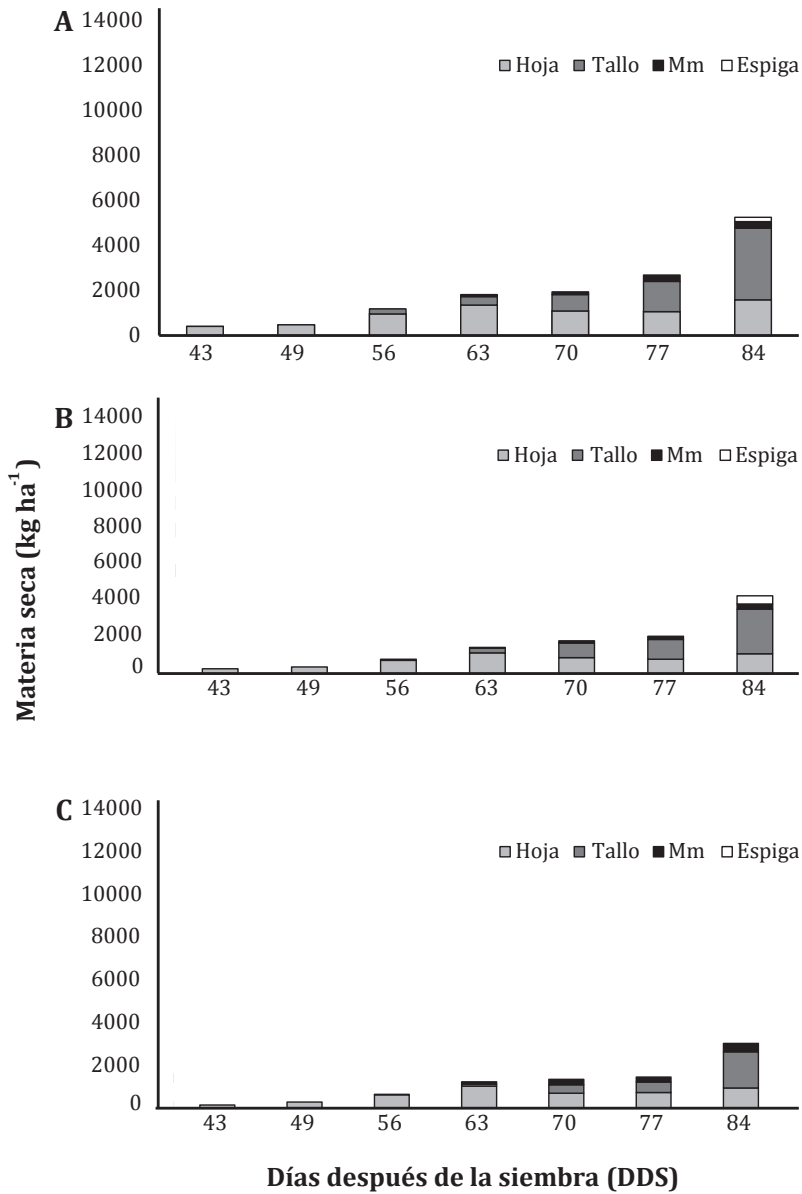 A
14000
12000
10000
8000
6000
4000
2000
0
Hoja Tallo Mm Espiga
43 49 56 63 70 77 84
B
14000
12000
10000
8000
6000
4000
2000
0
Hoja Tallo Mm Espiga
43 49 56 63 70 77 84
Materia seca (kg ha⁻¹)
C
14000
12000
10000
8000
6000
4000
2000
0
Hoja Tallo Mm Espiga
43 49 56 63 70 77 84
Días después de la siembra (DDS)